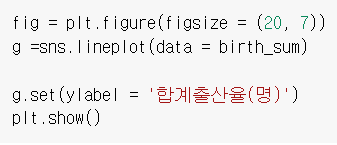 fig = plt.figure(figsize = (20, 7))
g =sns.lineplot(data = birth_sum)
g.set(ylabel = '합계출산율(명)')
plt.show()